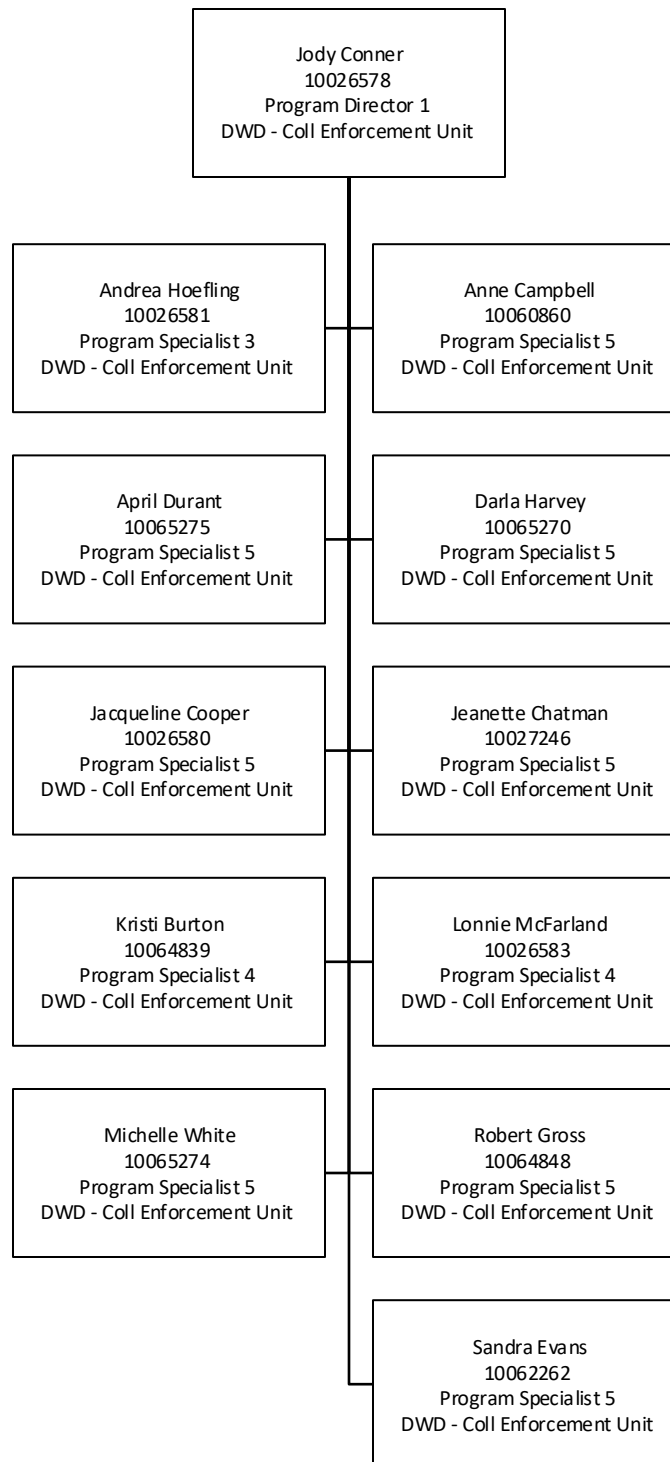 Jody Conner
10026578
Program Director 1
DWD - Coll Enforcement Unit
Andrea Hoefling
10026581
Program Specialist 3
DWD - Coll Enforcement Unit
Anne Campbell
10060860
Program Specialist 5
DWD - Coll Enforcement Unit
April Durant
10065275
Program Specialist 5
DWD - Coll Enforcement Unit
Darla Harvey
10065270
Program Specialist 5
DWD - Coll Enforcement Unit
Jacqueline Cooper
10026580
Program Specialist 5
DWD - Coll Enforcement Unit
Jeanette Chatman
10027246
Program Specialist 5
DWD - Coll Enforcement Unit
Kristi Burton
10064839
Program Specialist 4
DWD - Coll Enforcement Unit
Lonnie McFarland
10026583
Program Specialist 4
DWD - Coll Enforcement Unit
Michelle White
10065274
Program Specialist 5
DWD - Coll Enforcement Unit
Robert Gross
10064848
Program Specialist 5
DWD - Coll Enforcement Unit
Sandra Evans
10062262
Program Specialist 5
DWD - Coll Enforcement Unit